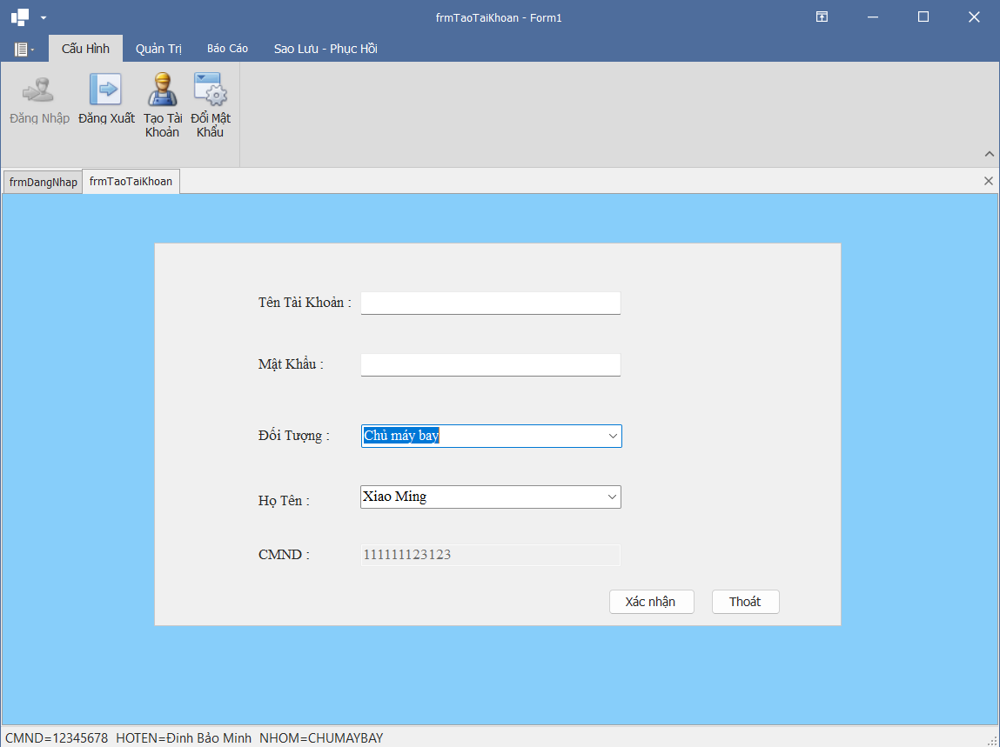 frmTaoTaiKhoan - Form1
Cấu Hình Quản Trị Báo Cáo Sao Lưu - Phục Hồi
Đăng Nhập Đăng Xuất Tạo Tài Khoản Đổi Mật Khẩu
frmDangNhap frmTaoTaiKhoan
Tên Tài Khoản :
Mật Khẩu :
Đối Tượng : Chủ máy bay
Họ Tên : Xiao Ming
CMND : 111111123123
Xác nhận Thoát
CMND=12345678 HOTEN=Đinh Bảo Minh NHOM=CHUMAYBAY